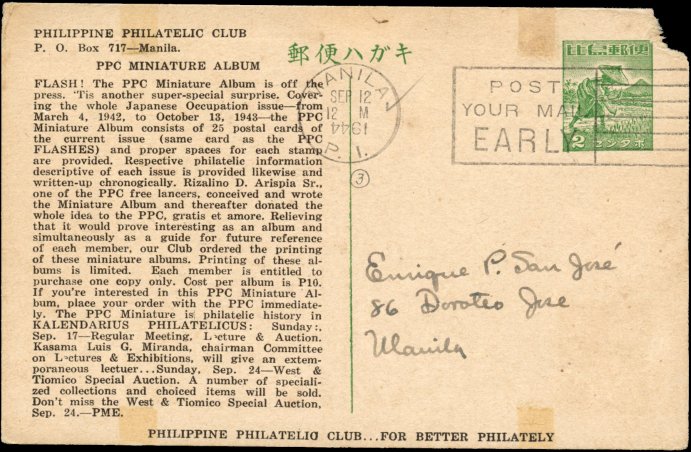 PHILIPPINE PHILATELIC CLUB
P. O. Box 717—Manila.
PPC MINIATURE ALBUM
FLASH! The PPC Miniature Album is off the
press. 'Tis another super-special surprise. Cover-
ing the whole Japanese Occupation issue—from
March 4, 1942, to October 13, 1943—the PPC
Miniature Album consists of 25 postal cards of
the current issue (same card as the PPC
FLASHES) and proper spaces for each stamp
are provided. Respective philatelic information
descriptive of each issue is provided likewise and
written-up chronogically. Rizalino D. Arispia Sr.,
one of the PPC free lancers, conceived and wrote
the Miniature Album and thereafter donated the
whole idea to the PPC, gratis et amore. Relieving
that it would prove interesting as an album and
simultaneously as a guide for future reference
of each member, our Club ordered the printing
of these miniature albums. Printing of these al-
bums is limited. Each member is entitled to
purchase one copy only. Cost per album is P10.
If you're interested in this PPC Miniature Al-
bum, place your order with the PPC immediate-
ly. The PPC Miniature is philatelic history in
KALENDARIUS PHILATELICUS: Sunday:,
Sep. 17—Regular Meeting, Lecture & Auction.
Kasama Luis G. Miranda, chairman Committee
on Lectures & Exhibitions, will give an extem-
poraneous lectuer...Sunday, Sep. 24—West &
Tiomico Special Auction. A number of speciali-
zed collections and choiced items will be sold.
Don't miss the West & Tiomico Special Auction,
Sep. 24.—PME.
郵便ハガキ
MANILA
SEP 12
12 M
1944
P. I.
3
POST
YOUR MAIL
EARLY
比島郵便
2 センタボ
Enrique P. San José
86 Doroteo Jose
Manila
PHILIPPINE PHILATELIC CLUB...FOR BETTER PHILATELY